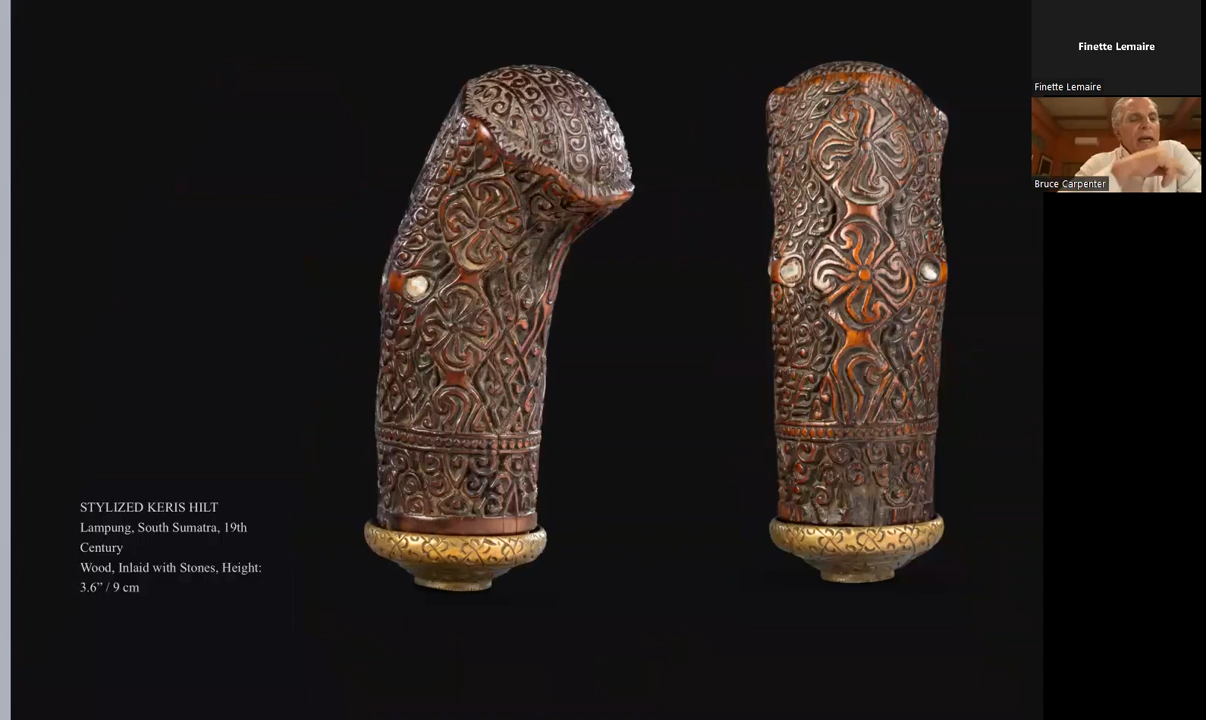 Finette Lemaire
Finette Lemaire
Bruce Carpenter
STYLIZED KERIS HILT
Lampung, South Sumatra, 19th
Century
Wood, Inlaid with Stones, Height:
3.6” / 9 cm